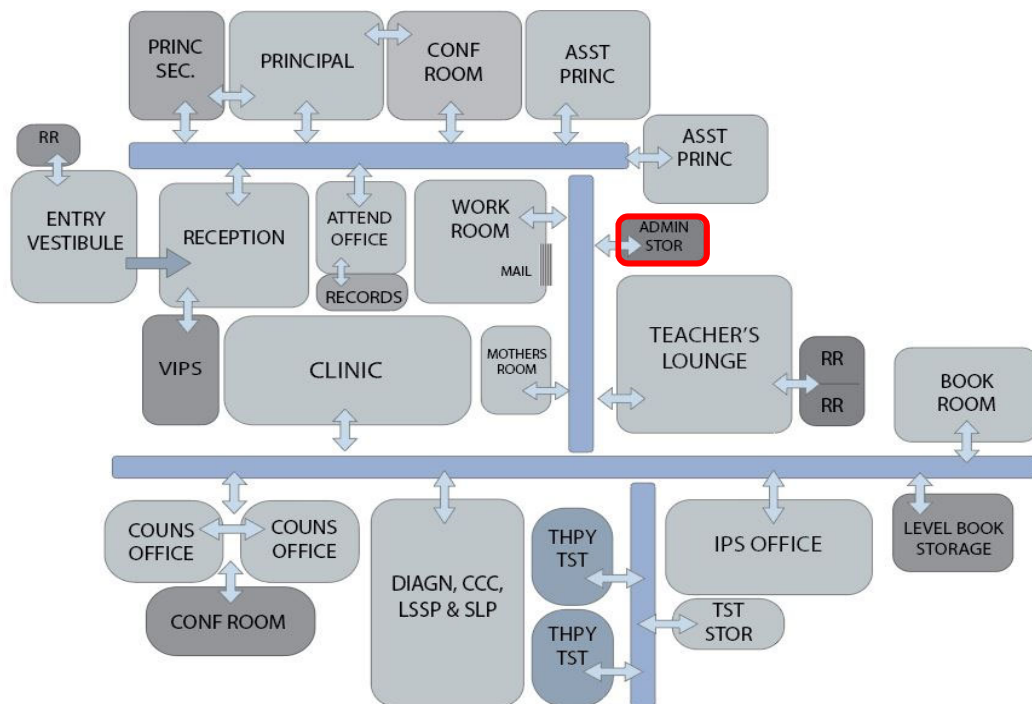 PRINC
SEC.
PRINCIPAL
CONF
ROOM
ASST
PRINC
ASST
PRINC
RR
ENTRY
VESTIBULE
RECEPTION
ATTEND
OFFICE
RECORDS
WORK
ROOM
MAIL
ADMIN
STOR
VIPS
CLINIC
MOTHERS
ROOM
TEACHER'S
LOUNGE
RR
RR
BOOK
ROOM
COUNS
OFFICE
COUNS
OFFICE
CONF ROOM
DIAGN, CCC,
LSSP & SLP
THPY
TST
THPY
TST
IPS OFFICE
TST
STOR
LEVEL BOOK
STORAGE